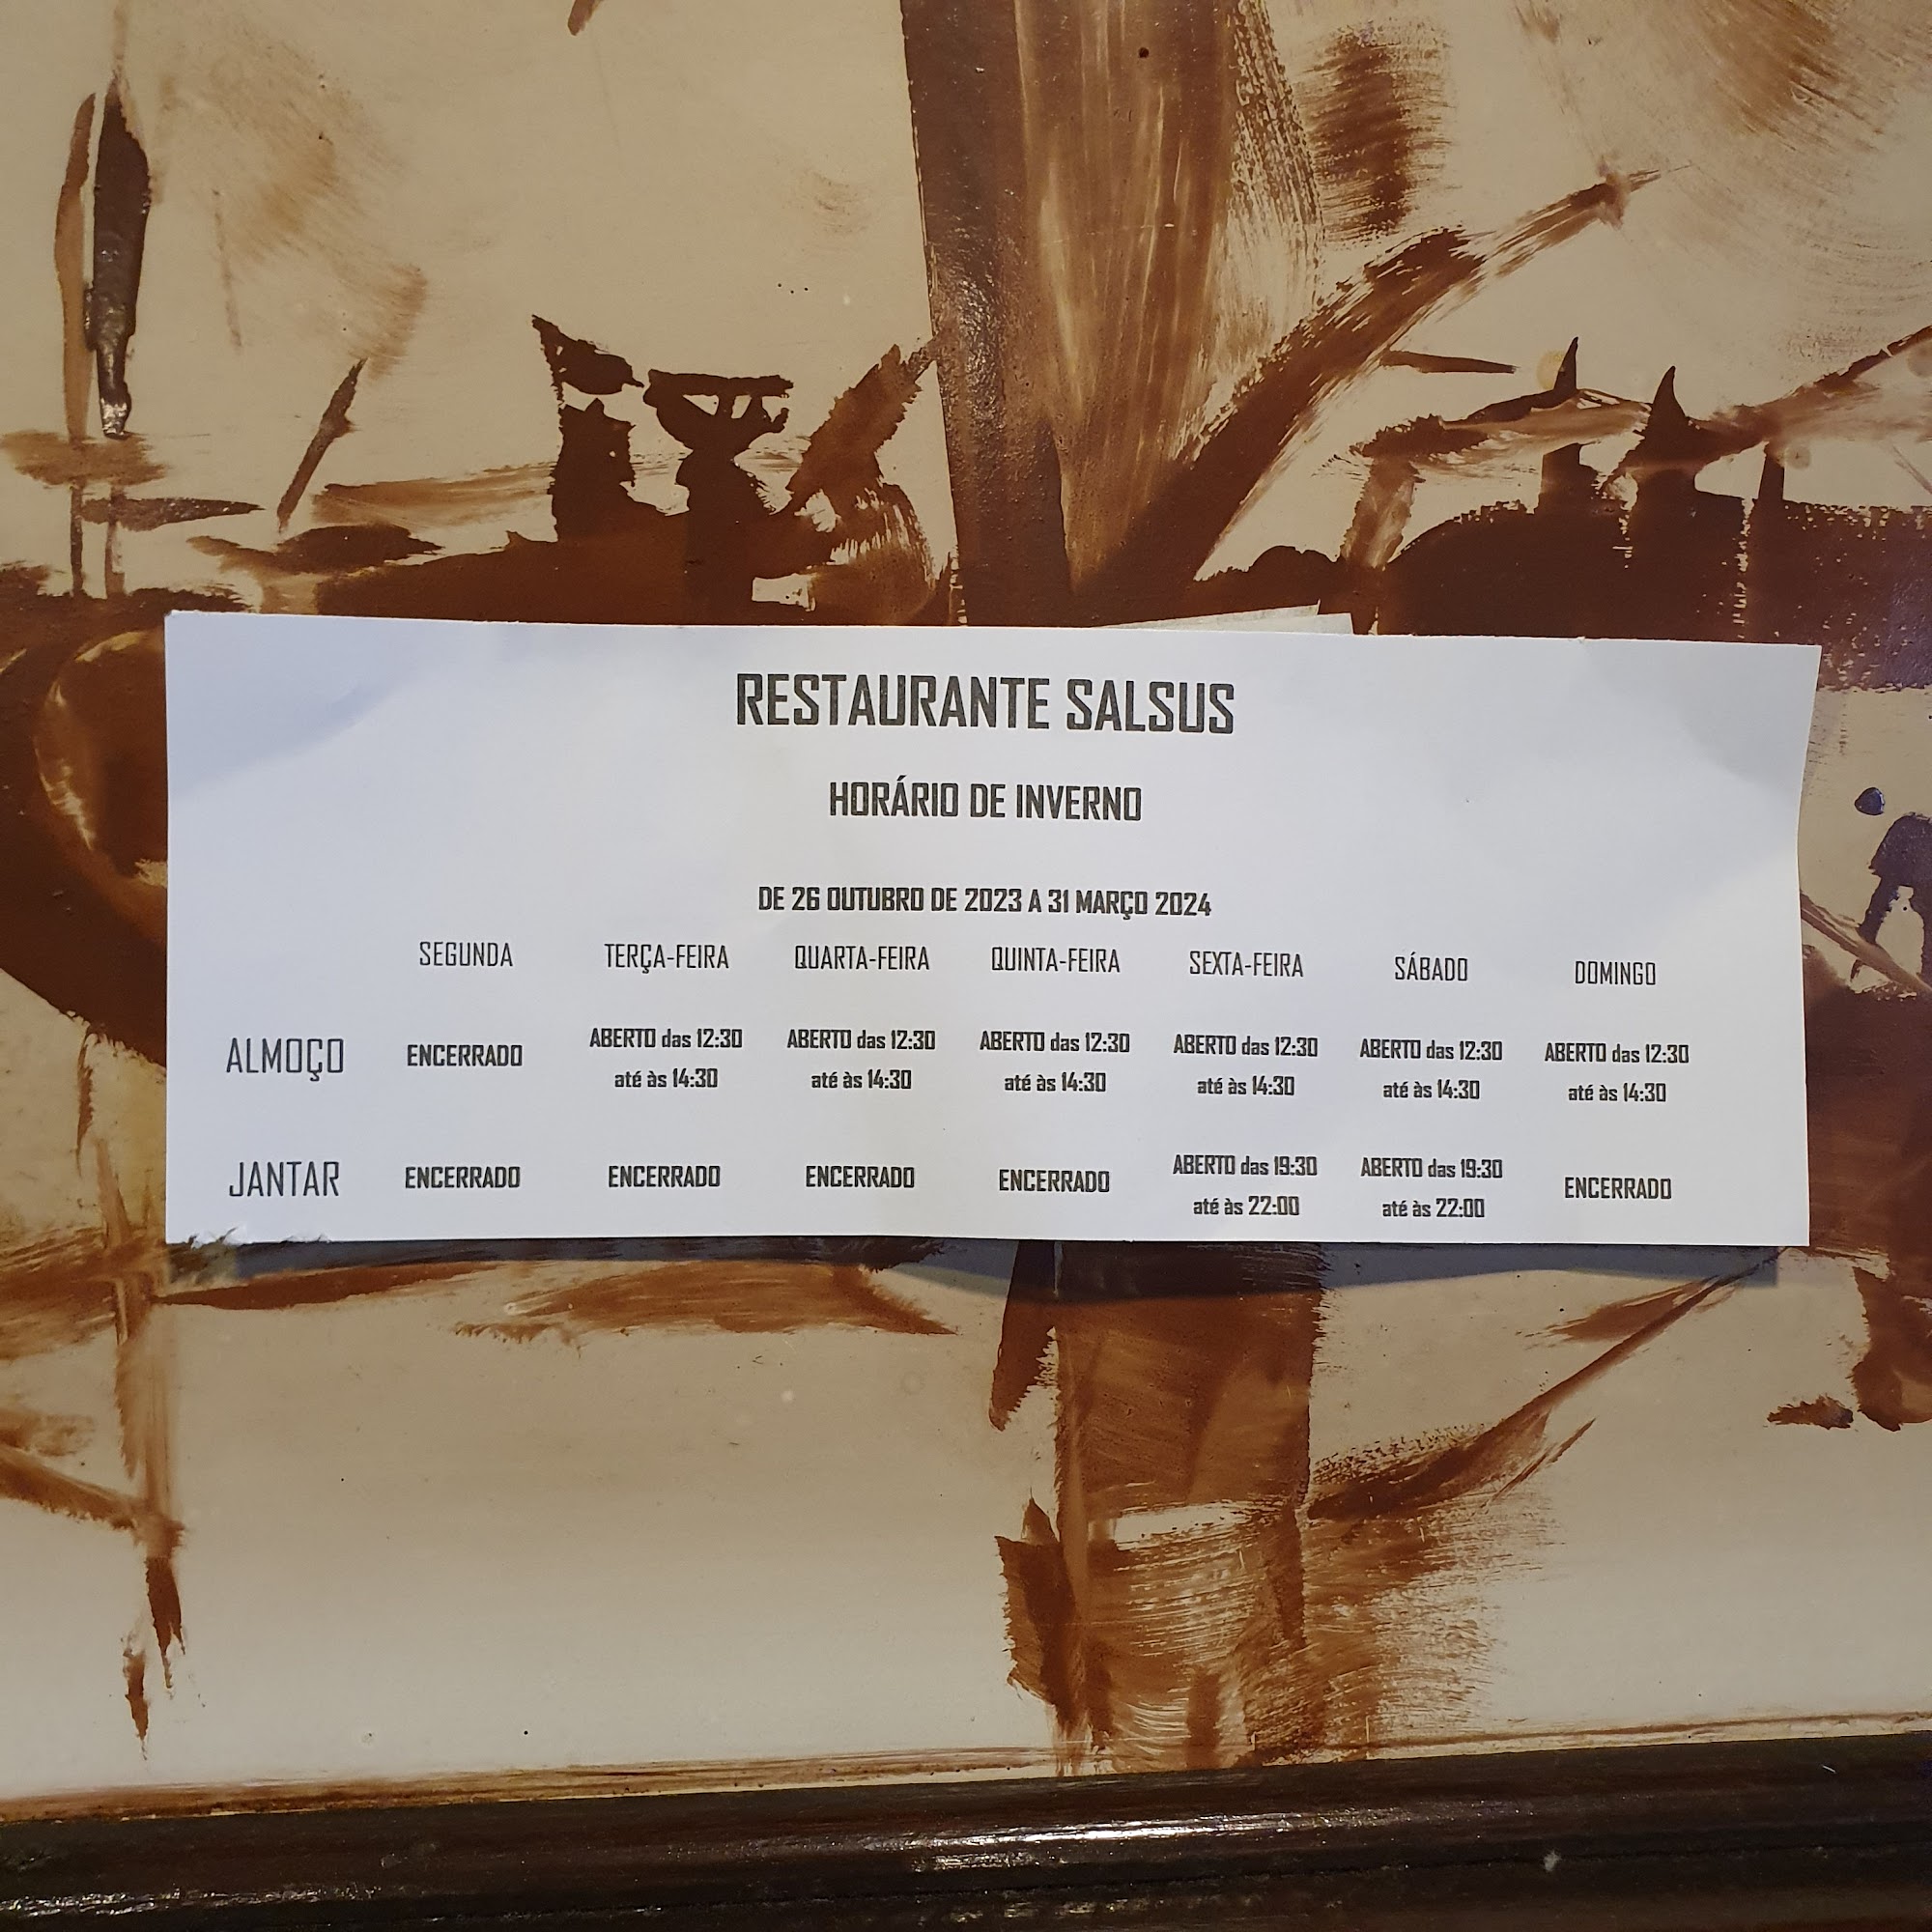 RESTAURANTE SALSUS
HORÁRIO DE INVERNO
DE 26 OUTUBRO DE 2023 A 31 MARÇO 2024
SEGUNDA TERÇA-FEIRA QUARTA-FEIRA QUINTA-FEIRA SEXTA-FEIRA SÁBADO DOMINGO
ALMOÇO ENCERRADO ABERTO das 12:30 ABERTO das 12:30 ABERTO das 12:30 ABERTO das 12:30 ABERTO das 12:30 ABERTO das 12:30
até às 14:30 até às 14:30 até às 14:30 até às 14:30 até às 14:30 até às 14:30
JANTAR ENCERRADO ENCERRADO ENCERRADO ENCERRADO ABERTO das 19:30 ABERTO das 19:30 ENCERRADO
até às 22:00 até às 22:00